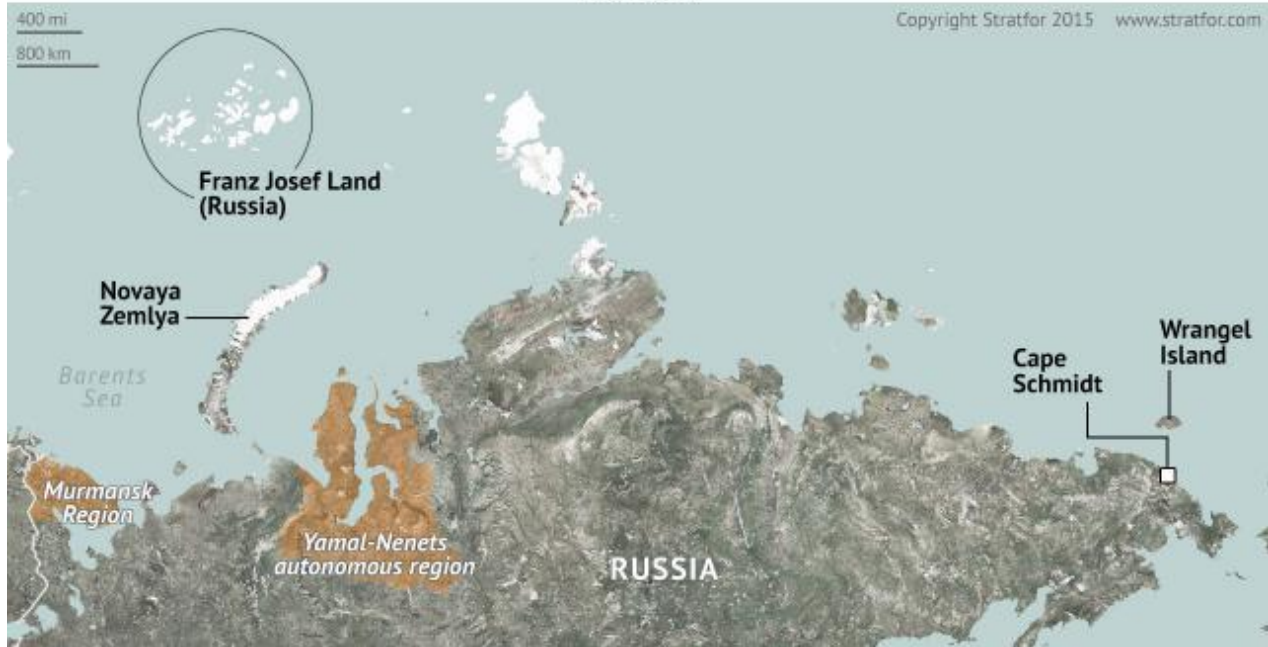 400 mi
800 km
Copyright Stratfor 2015 www.stratfor.com
Franz Josef Land
(Russia)
Novaya
Zemlya
Barents
Sea
Wrangel
Island
Cape
Schmidt
Murmansk
Region
Yamal-Nenets
autonomous region
RUSSIA